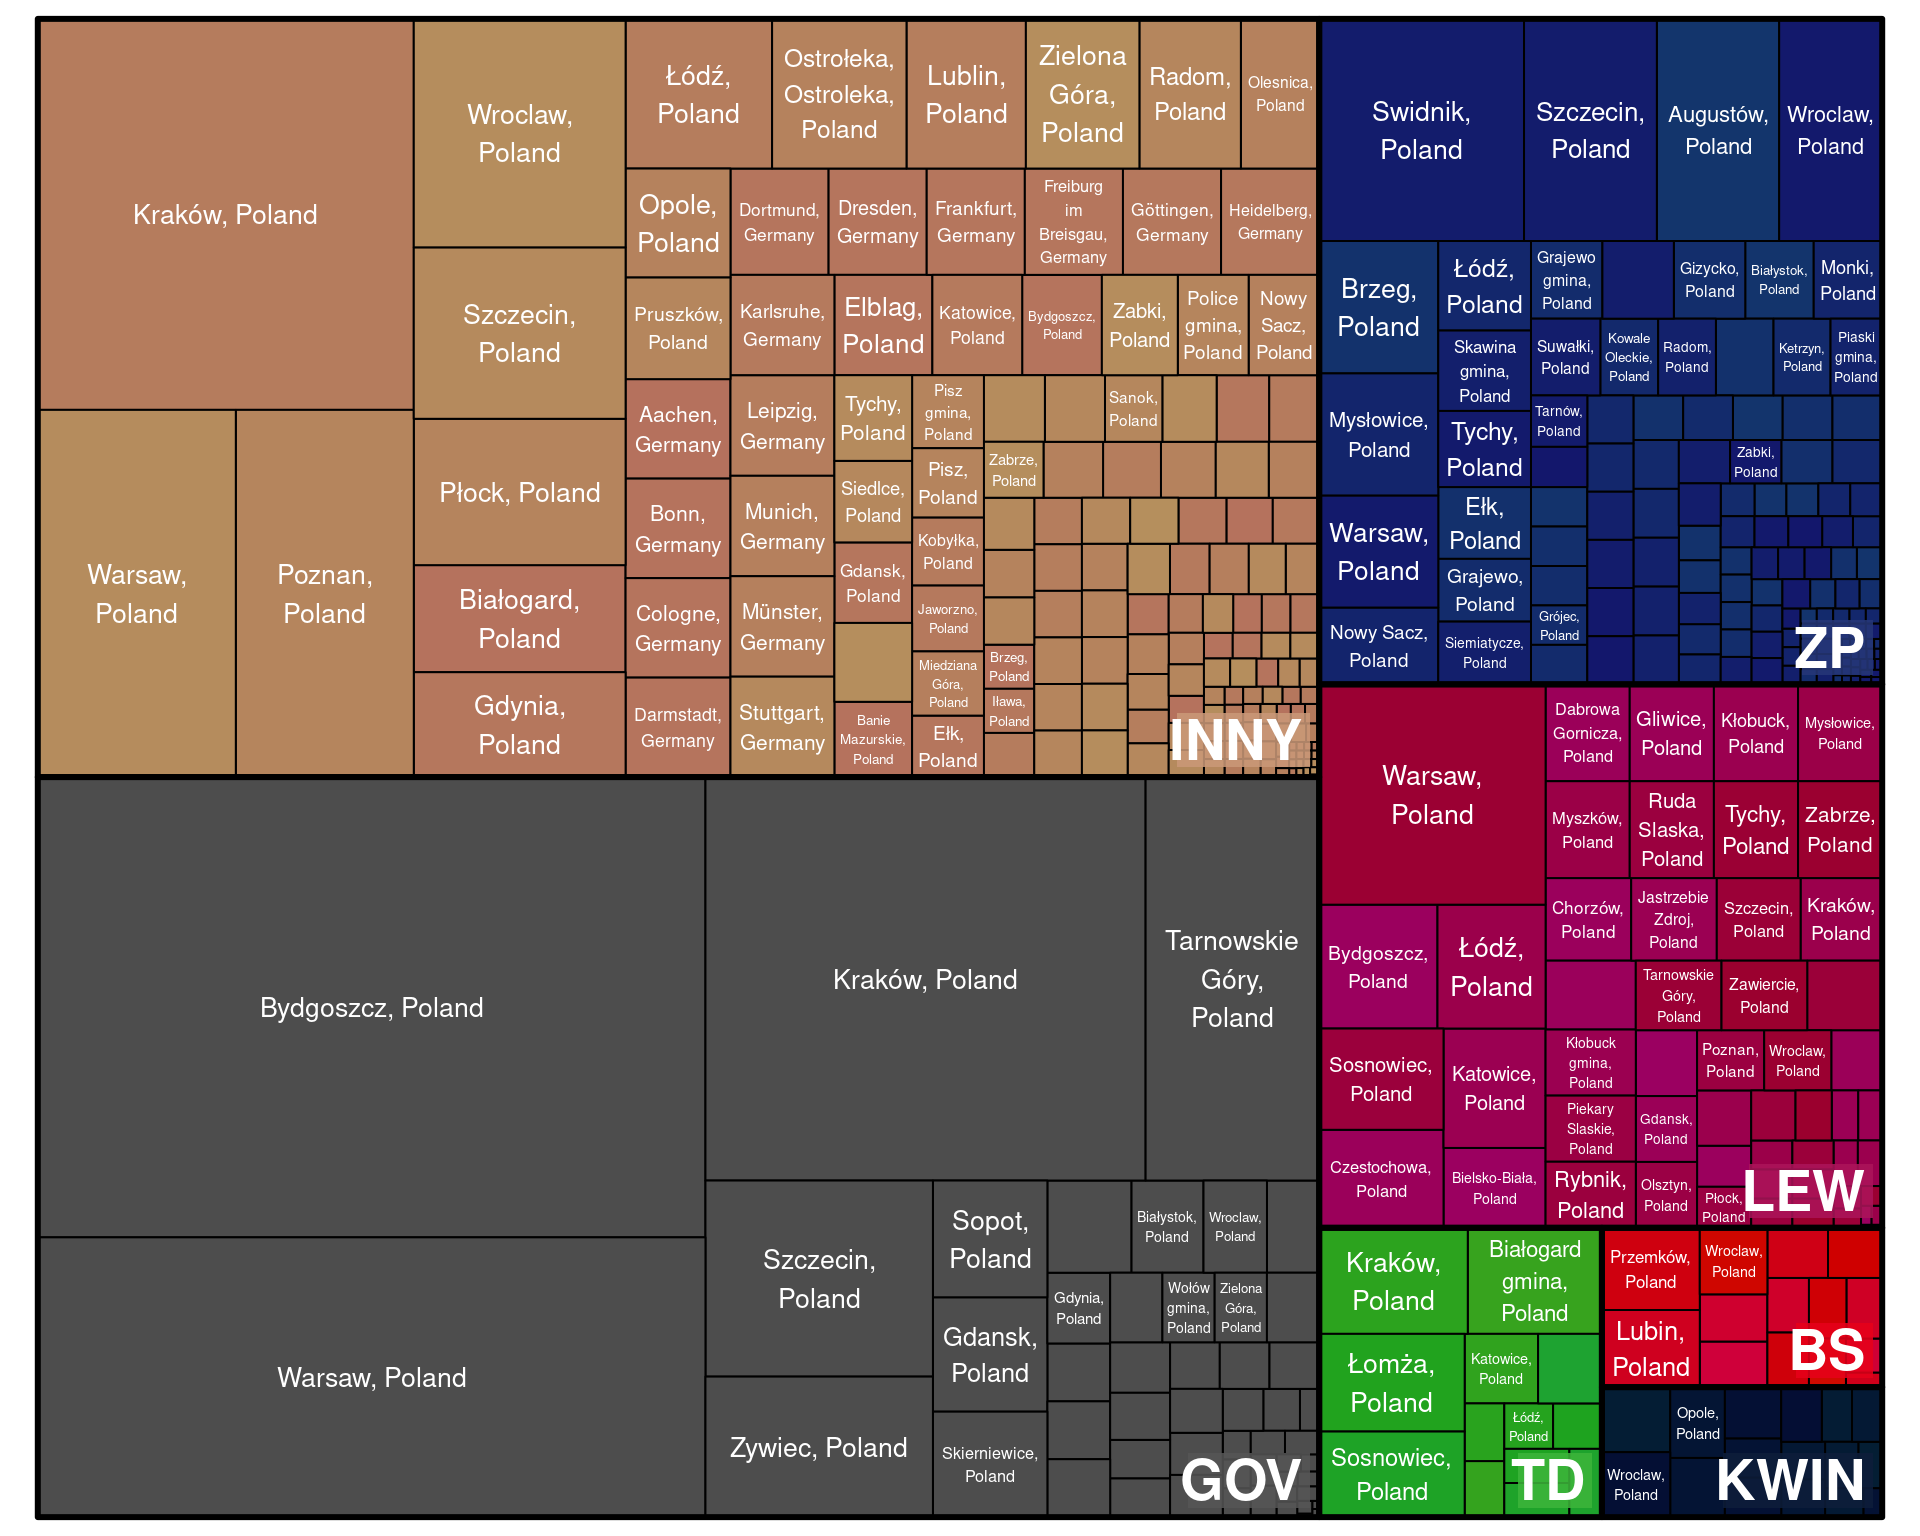 Kraków, Poland
Warsaw,
Poland
Poznan,
Poland
Wroclaw,
Poland
Szczecin,
Poland
Płock, Poland
Białogard,
Poland
Gdynia,
Poland
Łódź,
Poland
Ostrołeka,
Ostroleka,
Poland
Lublin,
Poland
Zielona
Góra,
Poland
Radom,
Poland
Olesnica,
Poland
Opole,
Poland
Pruszków,
Poland
Aachen,
Germany
Bonn,
Germany
Cologne,
Germany
Darmstadt,
Germany
Dortmund,
Germany
Dresden,
Germany
Frankfurt,
Germany
Freiburg
im
Breisgau,
Germany
Göttingen,
Germany
Heidelberg,
Germany
Karlsruhe,
Germany
Leipzig,
Germany
Munich,
Germany
Münster,
Germany
Stuttgart,
Germany
Elblag,
Poland
Katowice,
Poland
Bydgoszcz,
Poland
Zabki,
Poland
Police
gmina,
Poland
Nowy
Sacz,
Poland
Tychy,
Poland
Siedlce,
Poland
Gdansk,
Poland
Banie
Mazurskie,
Poland
Pisz
gmina,
Poland
Pisz,
Poland
Kobyłka,
Poland
Jaworzno,
Poland
Miedziana
Góra,
Poland
Ełk,
Poland
Sanok,
Poland
Zabrze,
Poland
Brzeg,
Poland
Iława,
Poland
INNY
Bydgoszcz, Poland
Warsaw, Poland
Kraków, Poland
Tarnowskie
Góry,
Poland
Szczecin,
Poland
Zywiec, Poland
Sopot,
Poland
Gdansk,
Poland
Skierniewice,
Poland
Białystok,
Poland
Wroclaw,
Poland
Gdynia,
Poland
Wołów
gmina,
Poland
Zielona
Góra,
Poland
GOV
Swidnik,
Poland
Szczecin,
Poland
Augustów,
Poland
Wroclaw,
Poland
Brzeg,
Poland
Mysłowice,
Poland
Warsaw,
Poland
Nowy Sacz,
Poland
Łódź,
Poland
Skawina
gmina,
Poland
Tychy,
Poland
Ełk,
Poland
Grajewo,
Poland
Siemiatycze,
Poland
Grajewo
gmina,
Poland
Gizycko,
Poland
Białystok,
Poland
Monki,
Poland
Suwałki,
Poland
Kowale
Oleckie,
Poland
Radom,
Poland
Ketrzyn,
Poland
Piaski
gmina,
Poland
Tarnów,
Poland
Zabki,
Poland
Grójec,
Poland
ZP
Warsaw,
Poland
Bydgoszcz,
Poland
Łódź,
Poland
Sosnowiec,
Poland
Czestochowa,
Poland
Katowice,
Poland
Bielsko-Biała,
Poland
Dabrowa
Gornicza,
Poland
Gliwice,
Poland
Kłobuck,
Poland
Mysłowice,
Poland
Myszków,
Poland
Ruda
Slaska,
Poland
Tychy,
Poland
Zabrze,
Poland
Chorzów,
Poland
Jastrzebie
Zdroj,
Poland
Szczecin,
Poland
Kraków,
Poland
Tarnowskie
Góry,
Poland
Zawiercie,
Poland
Kłobuck
gmina,
Poland
Piekary
Slaskie,
Poland
Rybnik,
Poland
Gdansk,
Poland
Olsztyn,
Poland
Poznan,
Poland
Wroclaw,
Poland
Płock,
Poland
LEW
Kraków,
Poland
Białogard
gmina,
Poland
Łomża,
Poland
Sosnowiec,
Poland
Katowice,
Poland
Łódź,
Poland
TD
Przemków,
Poland
Lubin,
Poland
Wroclaw,
Poland
BS
Opole,
Poland
Wroclaw,
Poland
KWIN